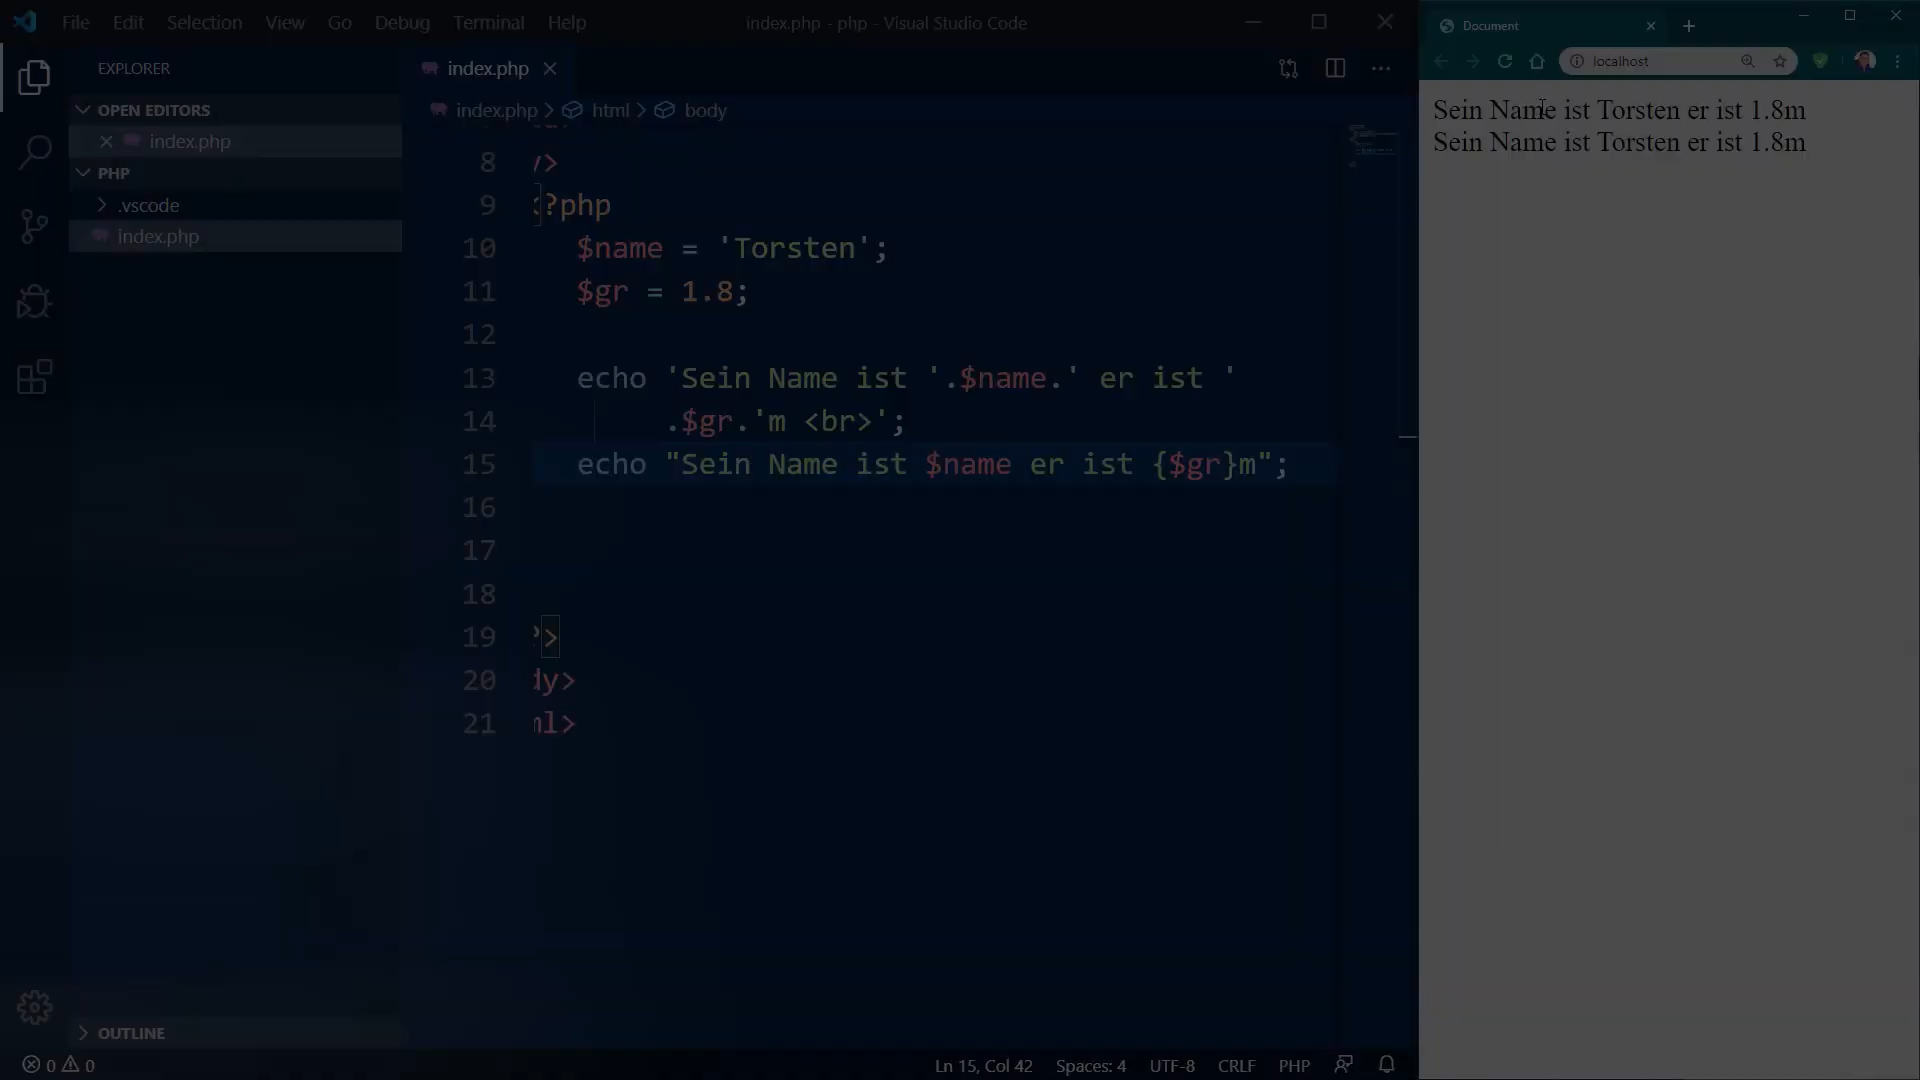 File Edit Selection View Go Debug Terminal Help
index.php - php - Visual Studio Code
Document
EXPLORER
index.php
localhost
OPEN EDITORS
index.php
PHP
.vscode
index.php
index.php > html > body
8 y>
9 <?php
10 $name = 'Torsten';
11 $gr = 1.8;
12
13 echo 'Sein Name ist '.$name.' er ist '
14 .$gr.'m <br>';
15 echo "Sein Name ist $name er ist {$gr}m";
16
17
18
19 ?>
20 dy>
21 ml>
Sein Name ist Torsten er ist 1.8m
Sein Name ist Torsten er ist 1.8m
OUTLINE
0 0
Ln 15, Col 42 Spaces: 4 UTF-8 CRLF PHP